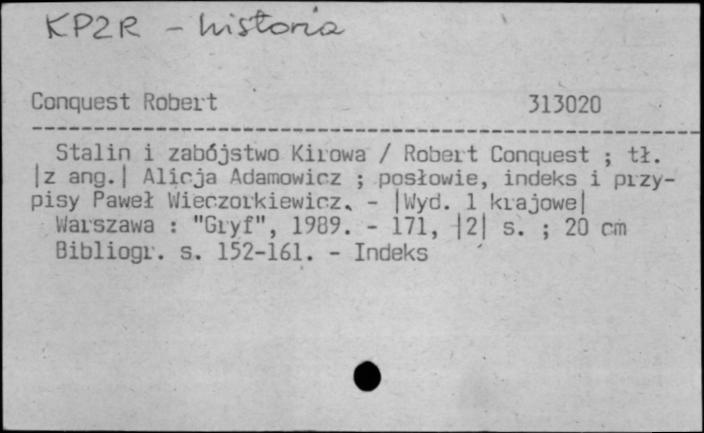 KPZR - historia
Conquest Robert 313020
Stalin i zabójstwo Kirowa / Robert Conquest ; tł.
|z ang.| Alicja Adamowicz ; posłowie, indeks i przy-
pisy Paweł Wieczorkiewicz. - |Wyd. 1 krajowe|
Warszawa : "Gryf", 1989. - 171, |2| s. ; 20 cm
Bibliogr. s. 152-161. - Indeks